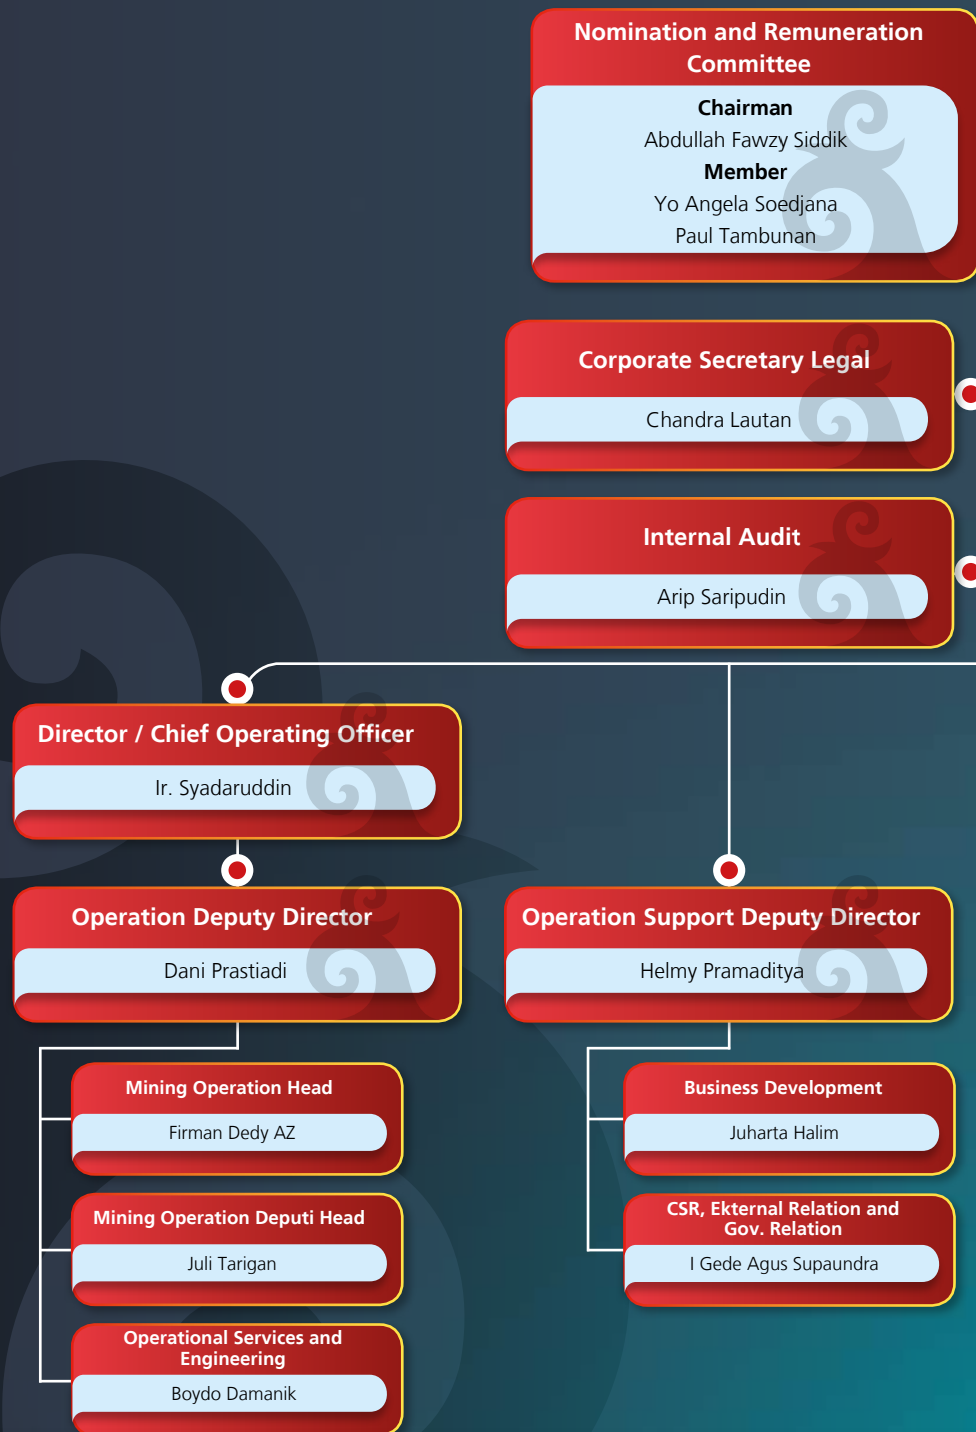 Nomination and Remuneration
Committee
Chairman
Abdullah Fawzy Siddik
Member
Yo Angela Soedjana
Paul Tambunan
Corporate Secretary Legal
Chandra Lautan
Internal Audit
Arip Saripudin
Director / Chief Operating Officer
Ir. Syadaruddin
Operation Deputy Director
Dani Prastiadi
Mining Operation Head
Firman Dedy AZ
Mining Operation Deputi Head
Juli Tarigan
Operational Services and
Engineering
Boydo Damanik
Operation Support Deputy Director
Helmy Pramaditya
Business Development
Juharta Halim
CSR, Ekternal Relation and
Gov. Relation
I Gede Agus Supaundra